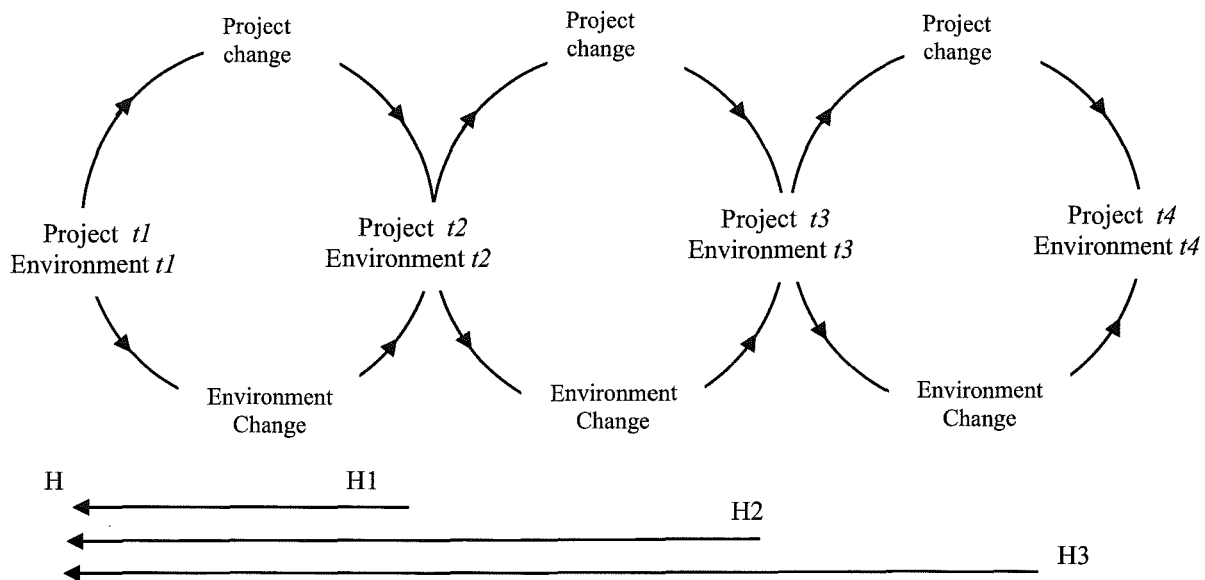 Project
change
Project
change
Project
change
Project t1
Environment t1
Project t2
Environment t2
Project t3
Environment t3
Project t4
Environment t4
Environment
Change
Environment
Change
Environment
Change
H
H1
H2
H3